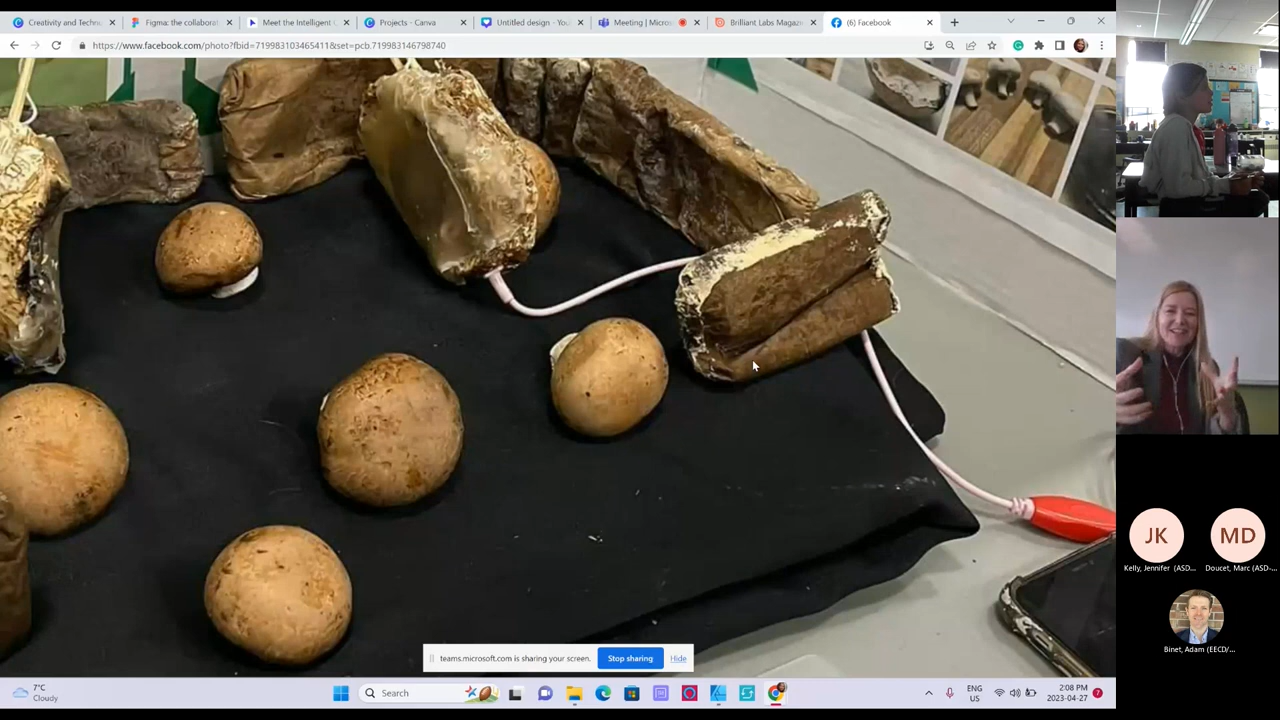 Creativity and Techn
Figma: the collabora
Meet the Intelligent
Projects - Canva
Untitled design - You
Meeting | Micros
Brilliant Labs Magaz
(6) Facebook
https://www.facebook.com/photo?fbid=719983103465411&set=pcb.719983146798740
JK
MD
Kelly, Jennifer (ASD...
Doucet, Marc (ASD-...
Binet, Adam (EECD/...
teams.microsoft.com is sharing your screen.
Stop sharing
Hide
7°C
Cloudy
Search
ENG
US
2:08 PM
2023-04-27
7